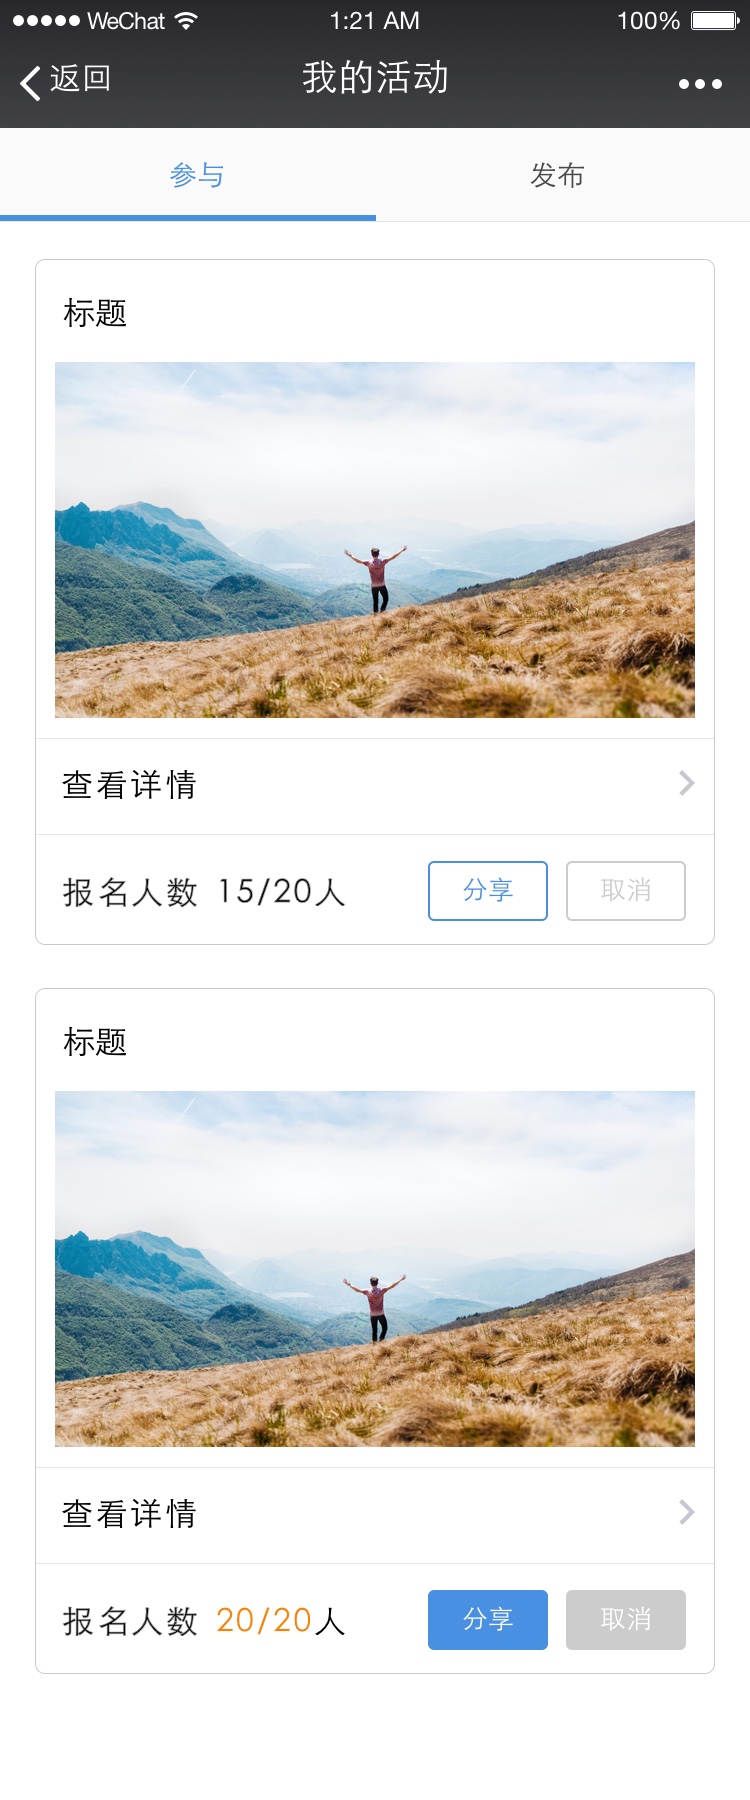 WeChat 1:21 AM 100%
返回 我的活动
参与 发布
标题
查看详情
报名人数 15/20人 分享 取消
标题
查看详情
报名人数 20/20人 分享 取消